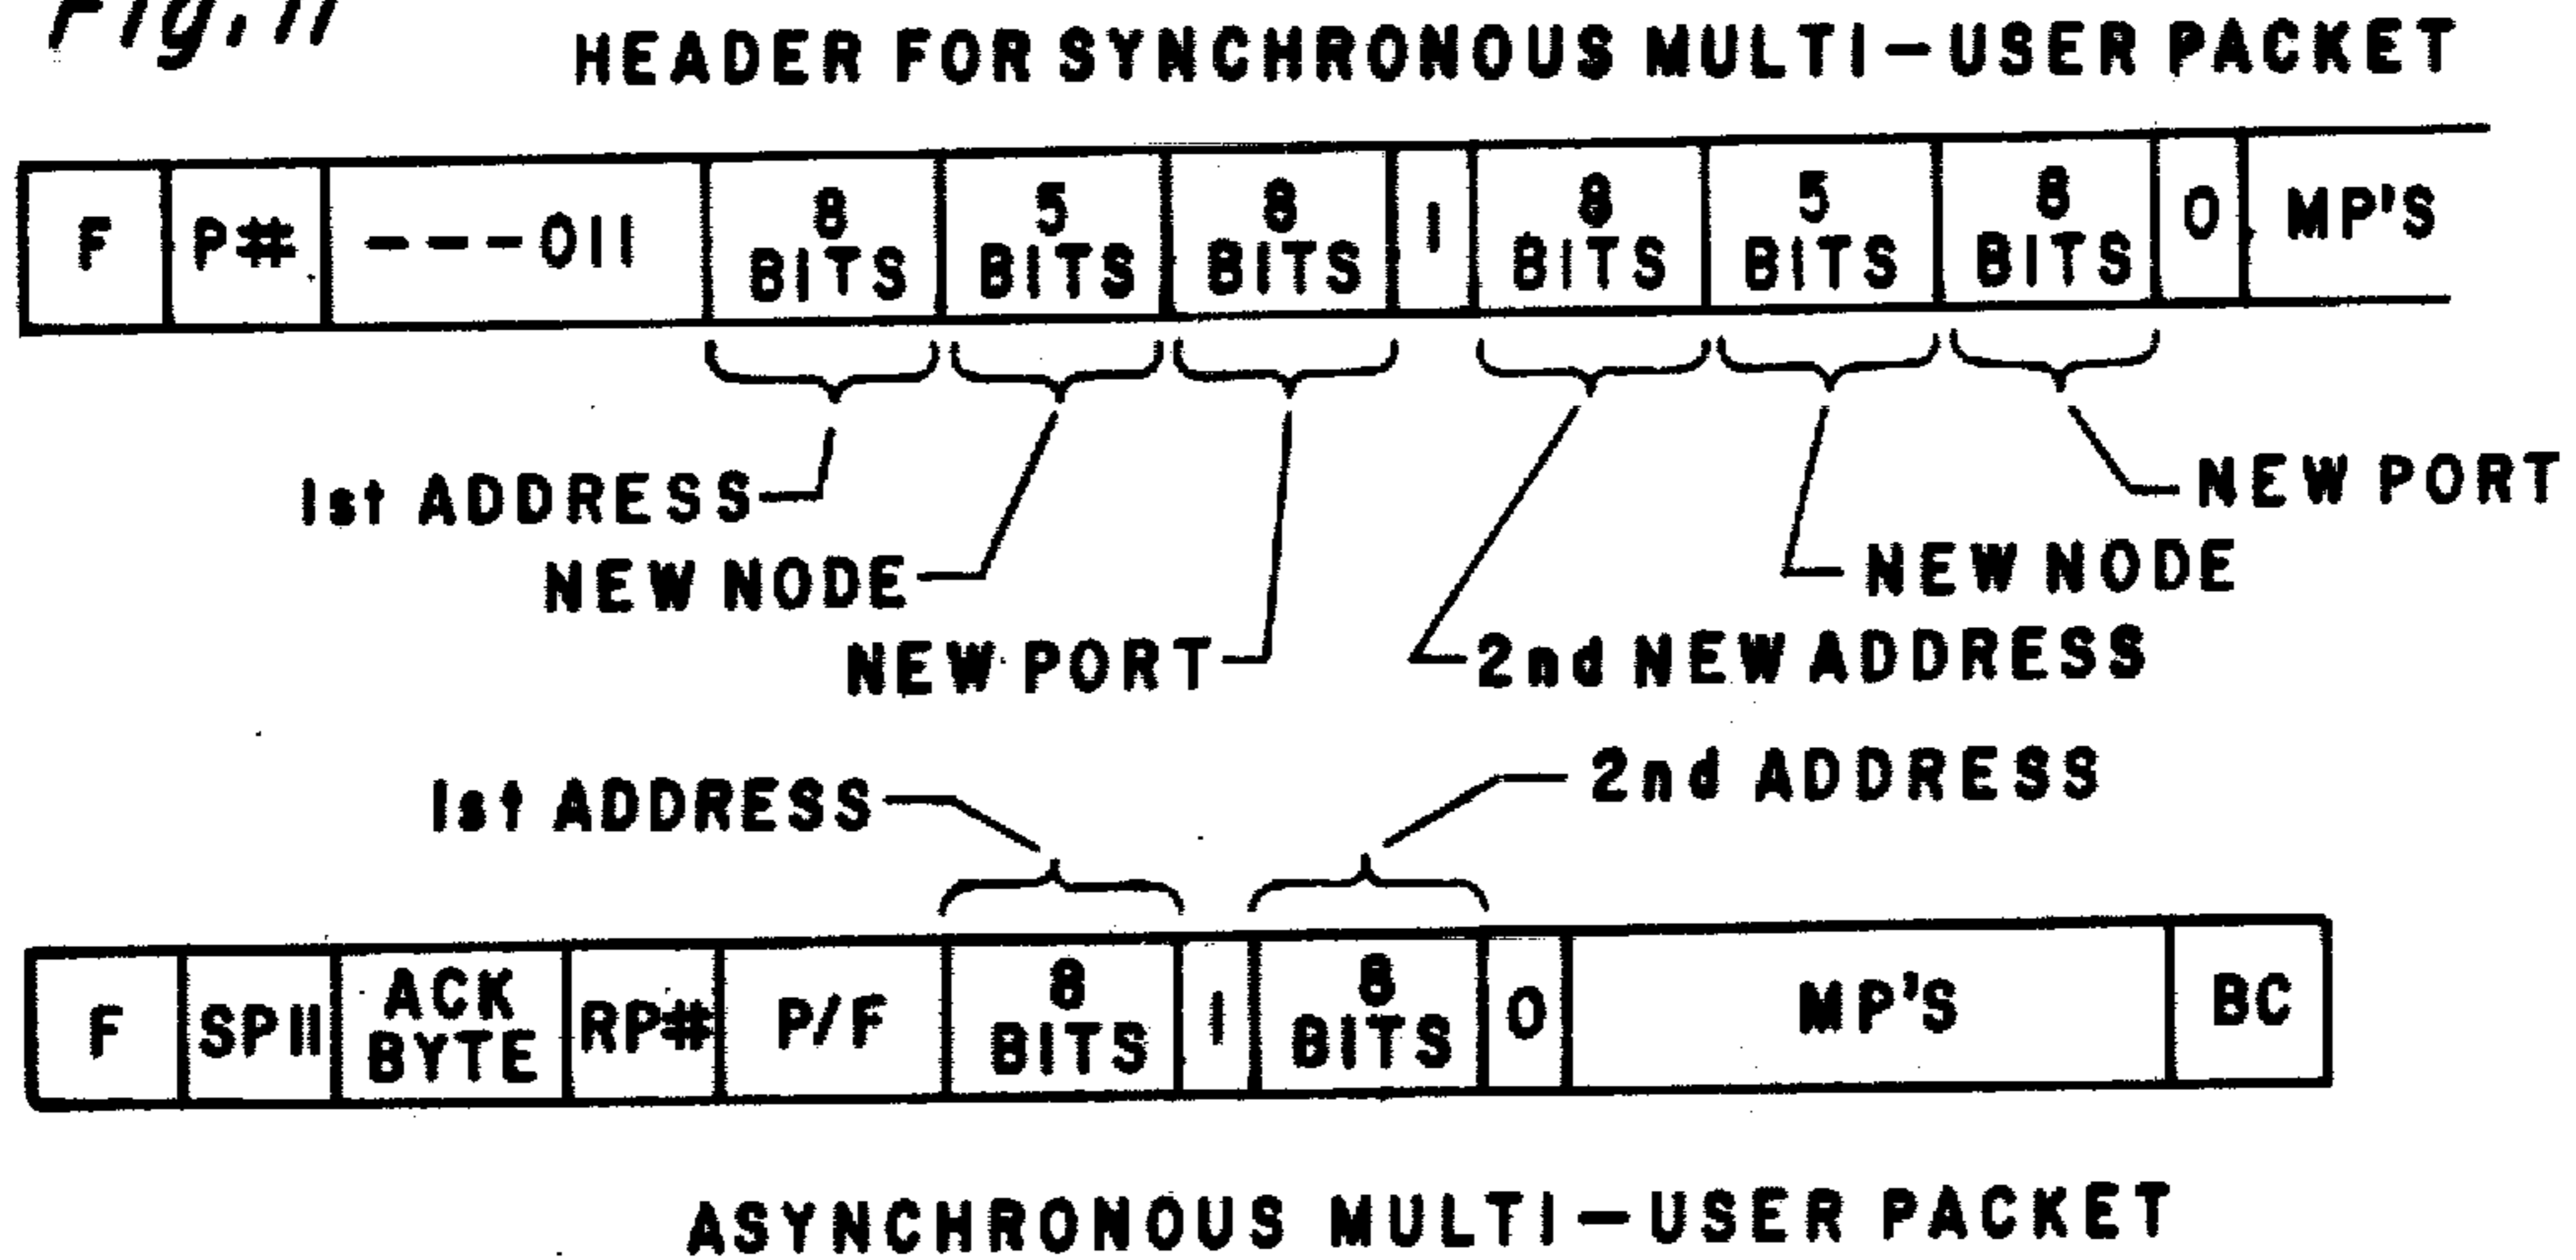 Fig. 11
HEADER FOR SYNCHRONOUS MULTI-USER PACKET
F P# ---011 8 BITS 5 BITS 8 BITS 1 8 BITS 5 BITS 8 BITS 0 MP'S
1st ADDRESS
NEW PORT
NEW NODE
NEW NODE
NEW PORT
2nd NEW ADDRESS
1st ADDRESS
2nd ADDRESS
F SP11 ACK BYTE RP# P/F 8 BITS 1 8 BITS 0 MP'S BC
ASYNCHRONOUS MULTI-USER PACKET